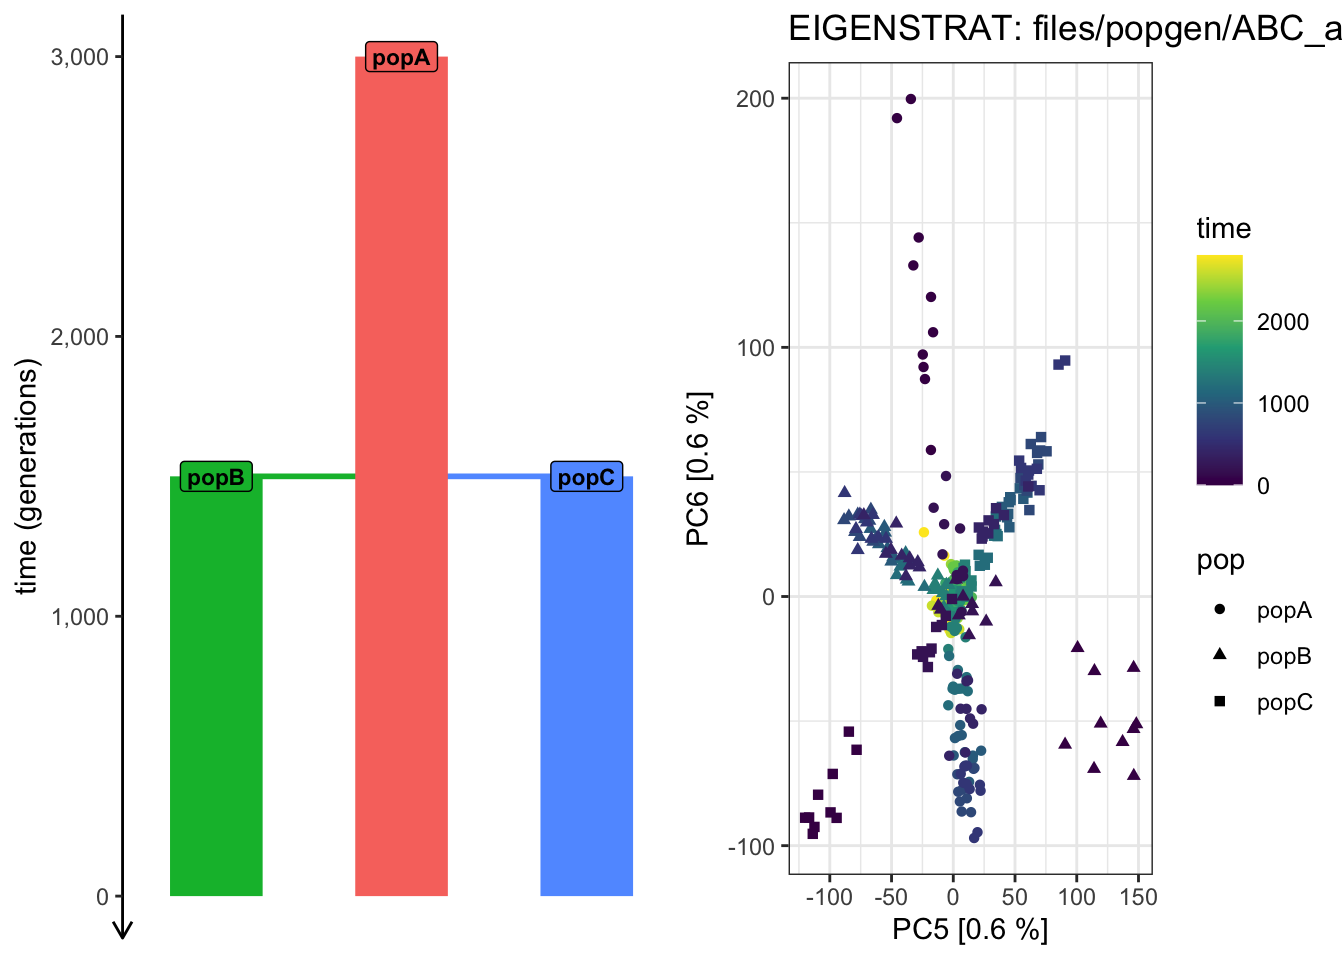 time (generations)
3,000
2,000
1,000
0
popA
popB
popC
EIGENSTRAT: files/popgen/ABC_a
PC6 [0.6 %]
200
100
0
-100
-100
-50
0
50
100
150
PC5 [0.6 %]
time
2000
1000
0
pop
popA
popB
popC